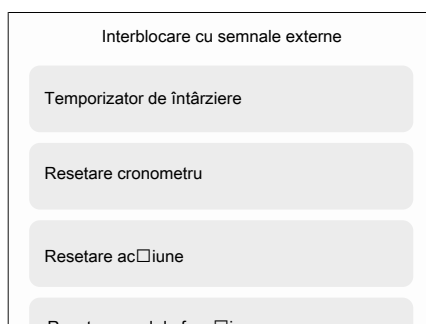 Interblocare cu semnale externe
Temporizator de întârziere
Resetare cronometru
Resetare ac□iune